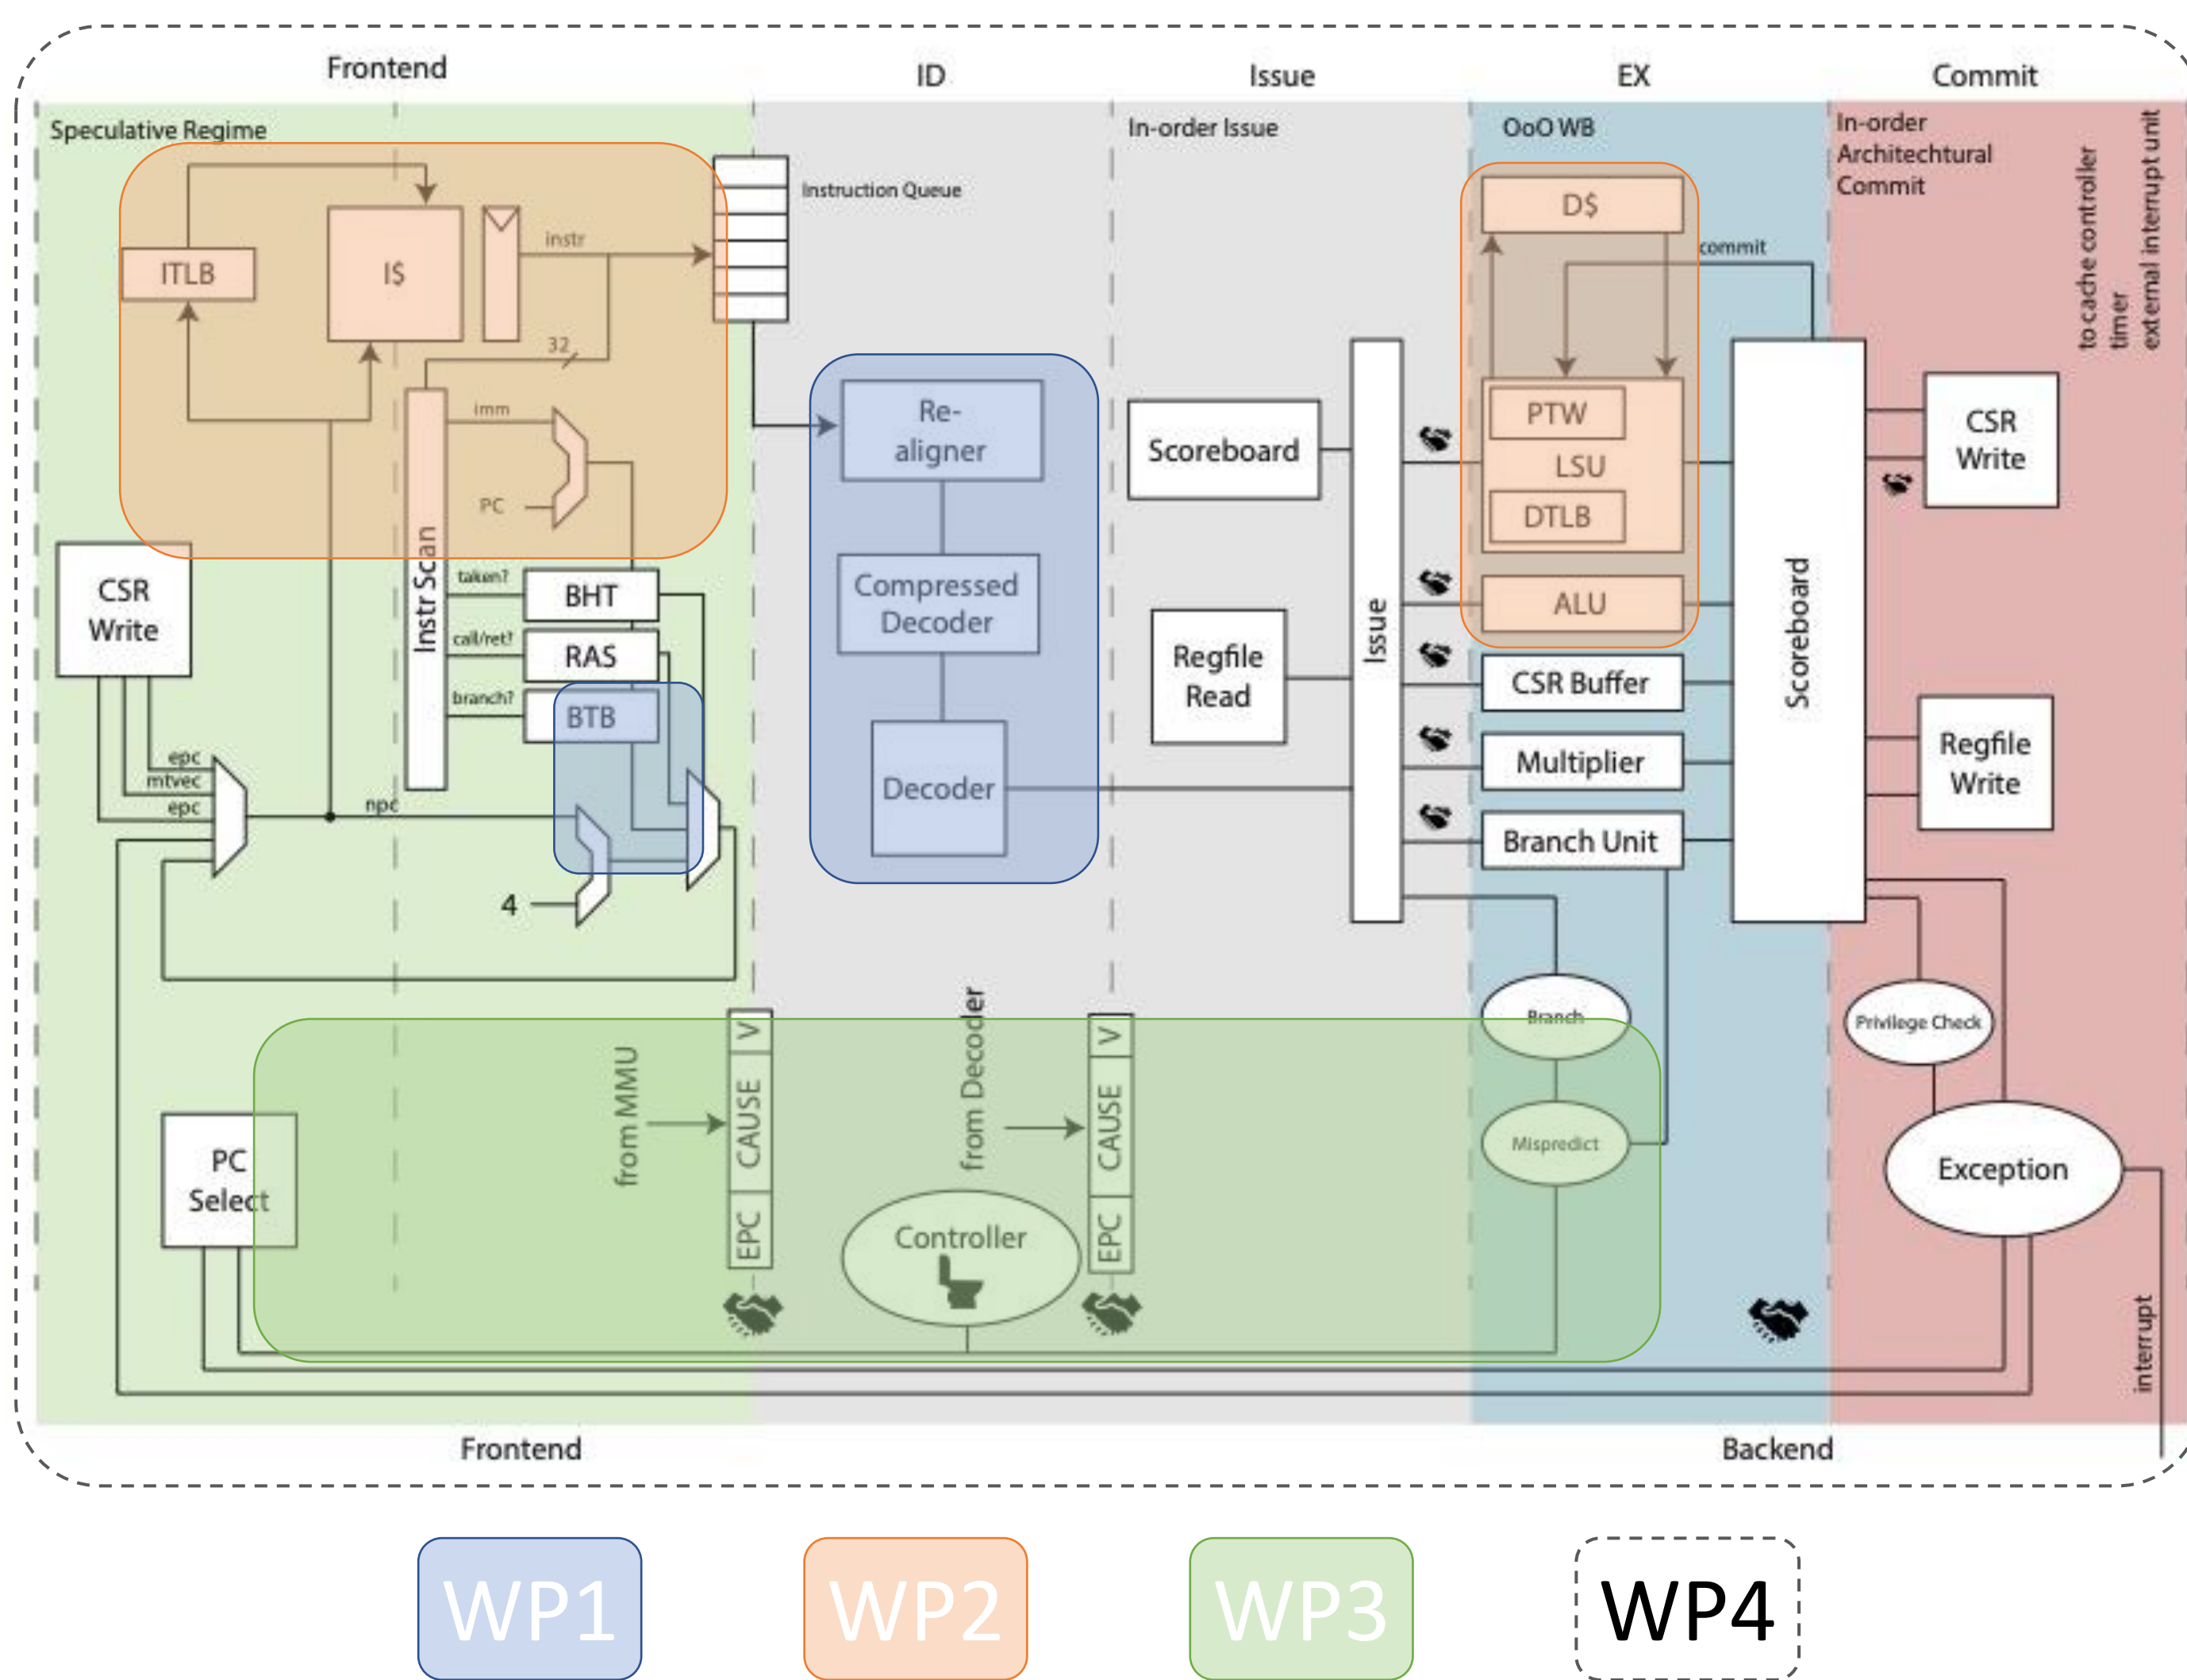 Frontend
ID
Issue
EX
Commit
Speculative Regime
In-order Issue
OoO WB
In-order
Architechtural
Commit
to cache controller
timer
external interrupt unit
Instruction Queue
ITLB
I$
instr
32
imm
PC
Instr Scan
CSR
Write
taken?
BHT
call/ret?
RAS
branch?
BTB
epc
mtvec
epc
npc
4
Re-
aligner
Compressed
Decoder
Decoder
Scoreboard
Regfile
Read
Issue
D$
commit
PTW
LSU
DTLB
ALU
CSR Buffer
Multiplier
Branch Unit
Scoreboard
CSR
Write
Regfile
Write
PC
Select
from MMU
EPC CAUSE V
from Decoder
EPC CAUSE V
Controller
Branch
Mispredict
Privilege Check
Exception
interrupt
Frontend
Backend
WP1
WP2
WP3
WP4